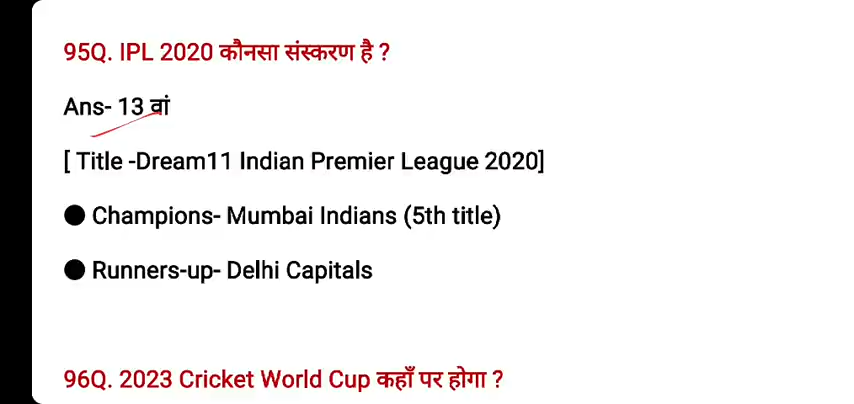 95Q. IPL 2020 कौनसा संस्करण है ?
Ans- 13 वां
[ Title -Dream11 Indian Premier League 2020]
● Champions- Mumbai Indians (5th title)
● Runners-up- Delhi Capitals
96Q. 2023 Cricket World Cup कहाँ पर होगा ?